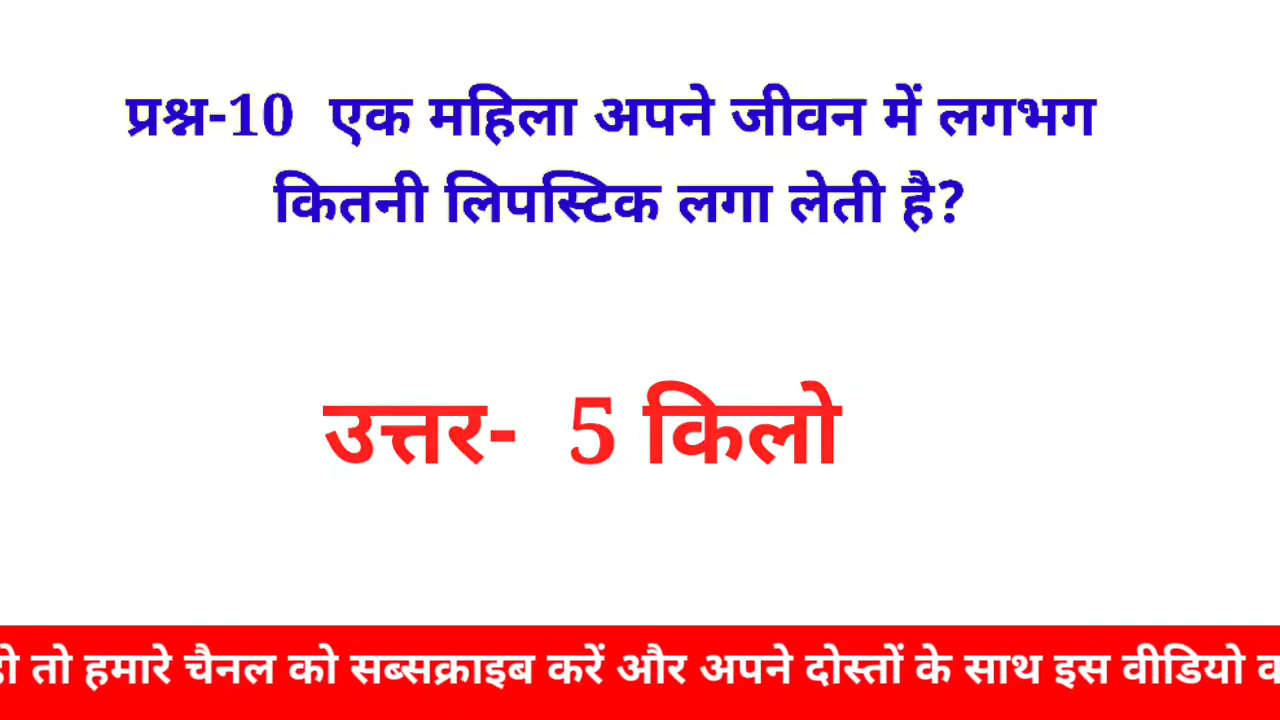 प्रश्न-10 एक महिला अपने जीवन में लगभग
कितनी लिपस्टिक लगा लेती है?
उत्तर- 5 किलो
तो हमारे चैनल को सब्सक्राइब करें और अपने दोस्तों के साथ इस वीडियो